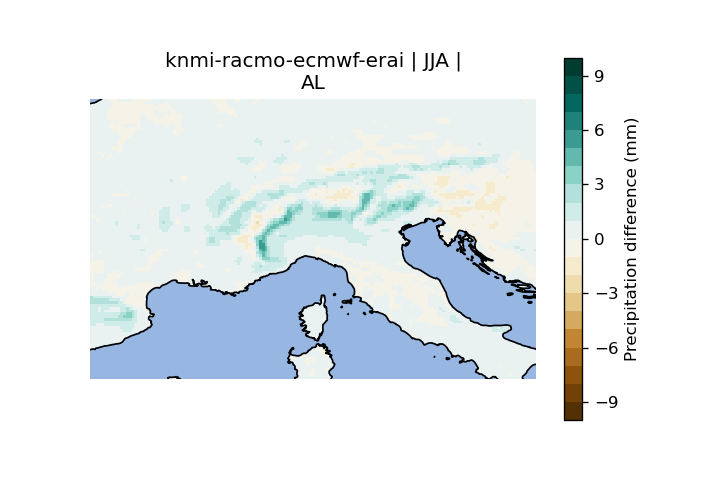 knmi-racmo-ecmwf-erai | JJA |
AL
9
6
3
0
−3
−6
−9
Precipitation difference (mm)